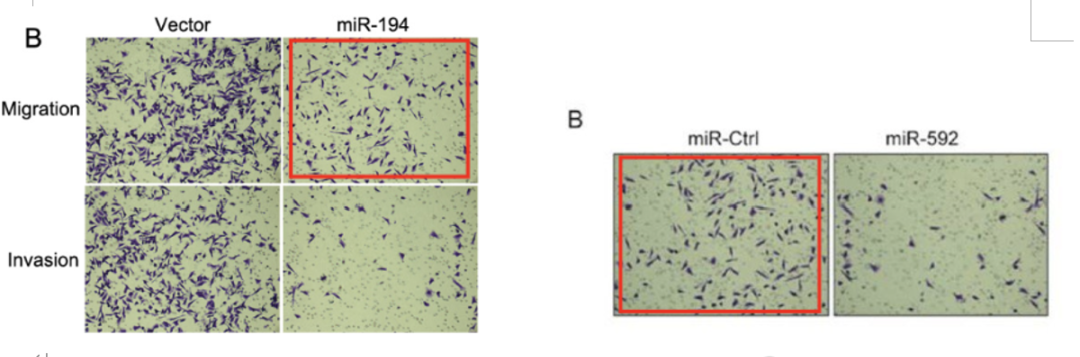 B
Vector miR-194
Migration
Invasion
B
miR-Ctrl miR-592